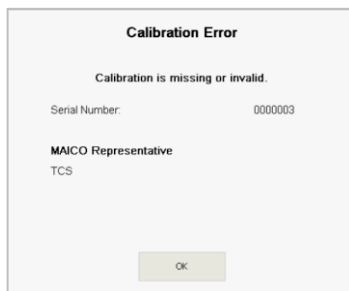 Calibration Error
Calibration is missing or invalid.
Serial Number: 0000003
MAICO Representative
TCS
OK